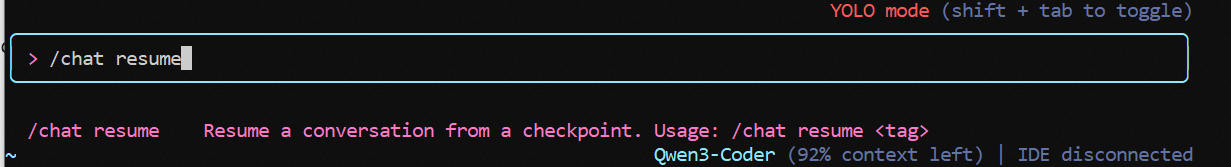 YOLO mode (shift + tab to toggle)
> /chat resume
/chat resume    Resume a conversation from a checkpoint. Usage: /chat resume <tag>
~ Qwen3-Coder (92% context left) | IDE disconnected